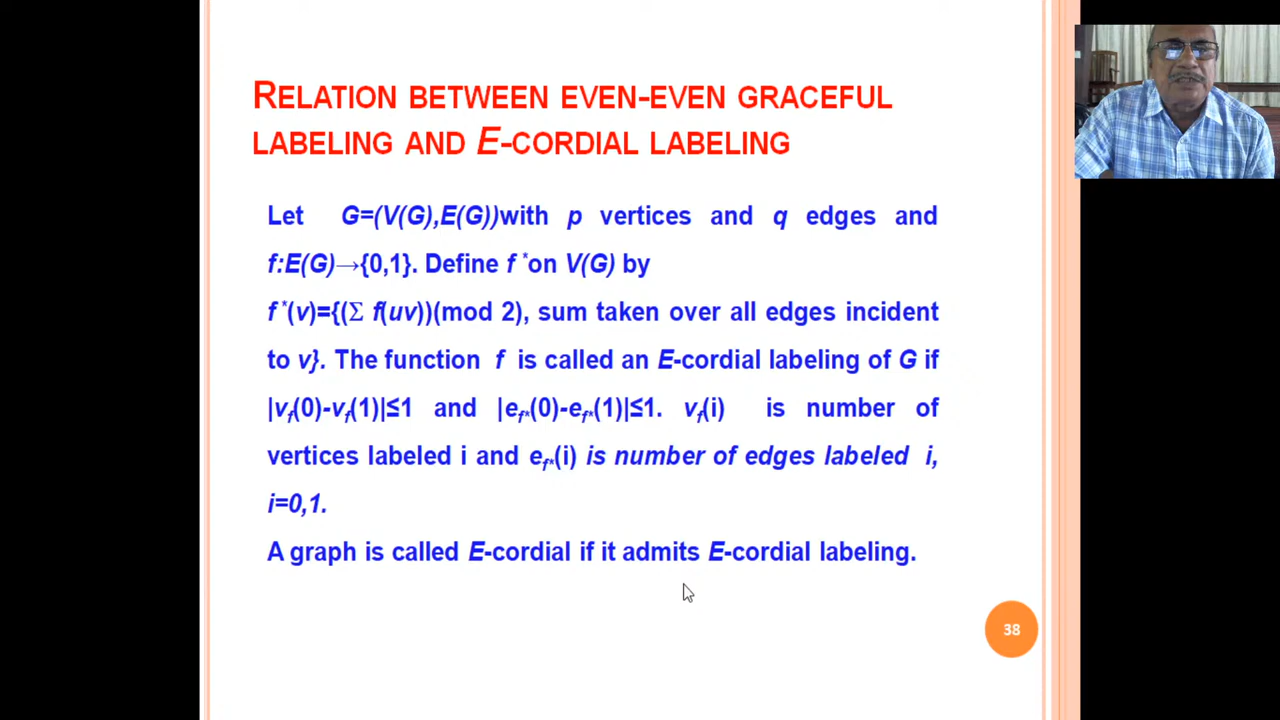 RELATION BETWEEN EVEN-EVEN GRACEFUL
LABELING AND E-CORDIAL LABELING
Let G=(V(G),E(G))with p vertices and q edges and
f:E(G)→{0,1}. Define f *on V(G) by
f *(v)={(Σ f(uv))(mod 2), sum taken over all edges incident
to v}. The function f is called an E-cordial labeling of G if
|vf(0)-vf(1)|≤1 and |ef*(0)-ef*(1)|≤1. vf(i) is number of
vertices labeled i and ef*(i) is number of edges labeled i,
i=0,1.
A graph is called E-cordial if it admits E-cordial labeling.
38